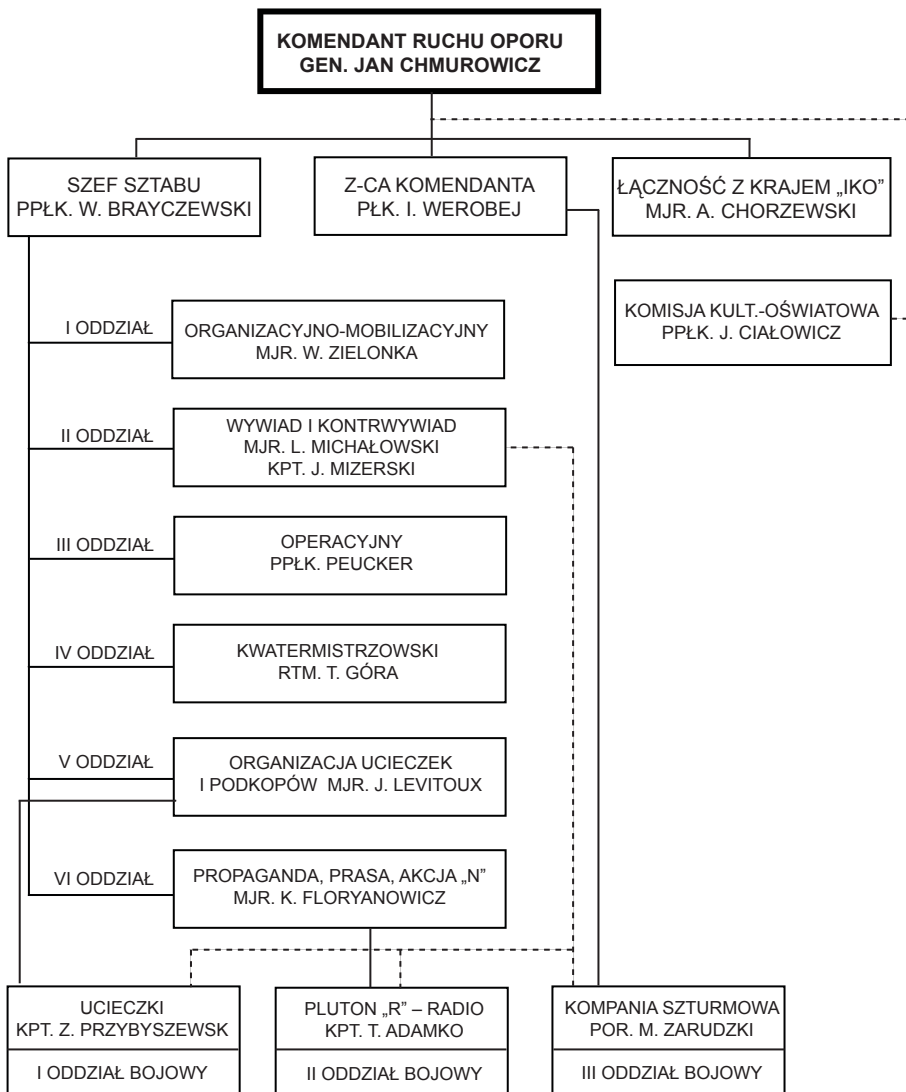 KOMENDANT RUCHU OPORU
GEN. JAN CHMUROWICZ
SZEF SZTABU
PPŁK. W. BRAYCZEWSKI
Z-CA KOMENDANTA
PŁK. I. WEROBEJ
ŁĄCZNOŚĆ Z KRAJEM „IKO”
MJR. A. CHORZEWSKI
KOMISJA KULT.-OŚWIATOWA
PPŁK. J. CIAŁOWICZ
I ODDZIAŁ
ORGANIZACYJNO-MOBILIZACYJNY
MJR. W. ZIELONKA
II ODDZIAŁ
WYWIAD I KONTRWYWIAD
MJR. L. MICHAŁOWSKI
KPT. J. MIZERSKI
III ODDZIAŁ
OPERACYJNY
PPŁK. PEUCKER
IV ODDZIAŁ
KWATERMISTRZOWSKI
RTM. T. GÓRA
V ODDZIAŁ
ORGANIZACJA UCIECZEK
I PODKOPÓW MJR. J. LEVITOUX
VI ODDZIAŁ
PROPAGANDA, PRASA, AKCJA „N”
MJR. K. FLORYANOWICZ
UCIECZKI
KPT. Z. PRZYBYSZEWSK
I ODDZIAŁ BOJOWY
PLUTON „R” – RADIO
KPT. T. ADAMKO
II ODDZIAŁ BOJOWY
KOMPANIA SZTURMOWA
POR. M. ZARUDZKI
III ODDZIAŁ BOJOWY